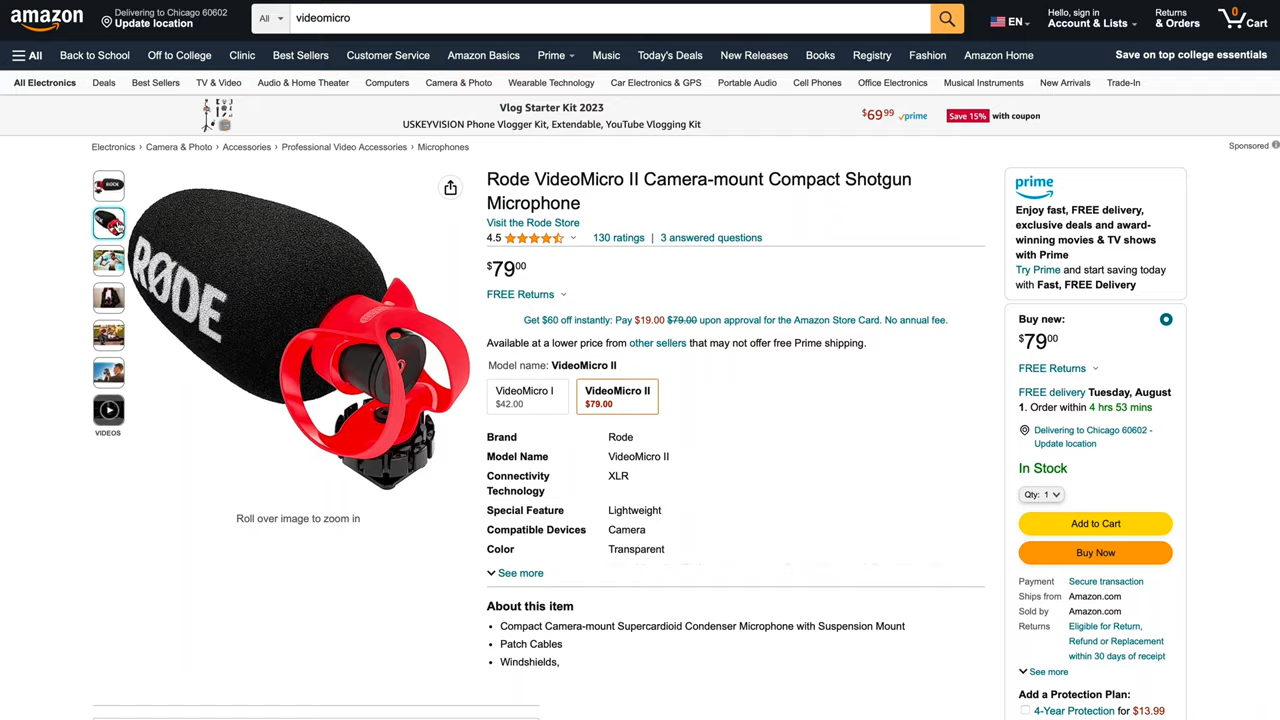 amazon
Delivering to Chicago 60602
Update location
All
videomicro
EN
Hello, sign in
Account & Lists
Returns
& Orders
0
Cart
All
Back to School
Off to College
Clinic
Best Sellers
Customer Service
Amazon Basics
Prime
Music
Today's Deals
New Releases
Books
Registry
Fashion
Amazon Home
Save on top college essentials
All Electronics
Deals
Best Sellers
TV & Video
Audio & Home Theater
Computers
Camera & Photo
Wearable Technology
Car Electronics & GPS
Portable Audio
Cell Phones
Office Electronics
Musical Instruments
New Arrivals
Trade-In
Vlog Starter Kit 2023
USKEYVISION Phone Vlogger Kit, Extendable, YouTube Vlogging Kit
$69.99 prime
Save 15% with coupon
Electronics › Camera & Photo › Accessories › Professional Video Accessories › Microphones
Sponsored
RØDE
VIDEOS
Roll over image to zoom in
Rode VideoMicro II Camera-mount Compact Shotgun
Microphone
Visit the Rode Store
4.5
130 ratings | 3 answered questions
$7900
FREE Returns
Get $60 off instantly: Pay $19.00 $79.00 upon approval for the Amazon Store Card. No annual fee.
Available at a lower price from other sellers that may not offer free Prime shipping.
Model name: VideoMicro II
VideoMicro I
$42.00
VideoMicro II
$79.00
Brand Rode
Model Name VideoMicro II
Connectivity XLR
Technology
Special Feature Lightweight
Compatible Devices Camera
Color Transparent
See more
About this item
• Compact Camera-mount Supercardioid Condenser Microphone with Suspension Mount
• Patch Cables
• Windshields,
prime
Enjoy fast, FREE delivery,
exclusive deals and award-
winning movies & TV shows
with Prime
Try Prime and start saving today
with Fast, FREE Delivery
Buy new:
$7900
FREE Returns
FREE delivery Tuesday, August
1. Order within 4 hrs 53 mins
Delivering to Chicago 60602 -
Update location
In Stock
Qty: 1
Add to Cart
Buy Now
Payment Secure transaction
Ships from Amazon.com
Sold by Amazon.com
Returns Eligible for Return,
Refund or Replacement
within 30 days of receipt
See more
Add a Protection Plan:
4-Year Protection for $13.99